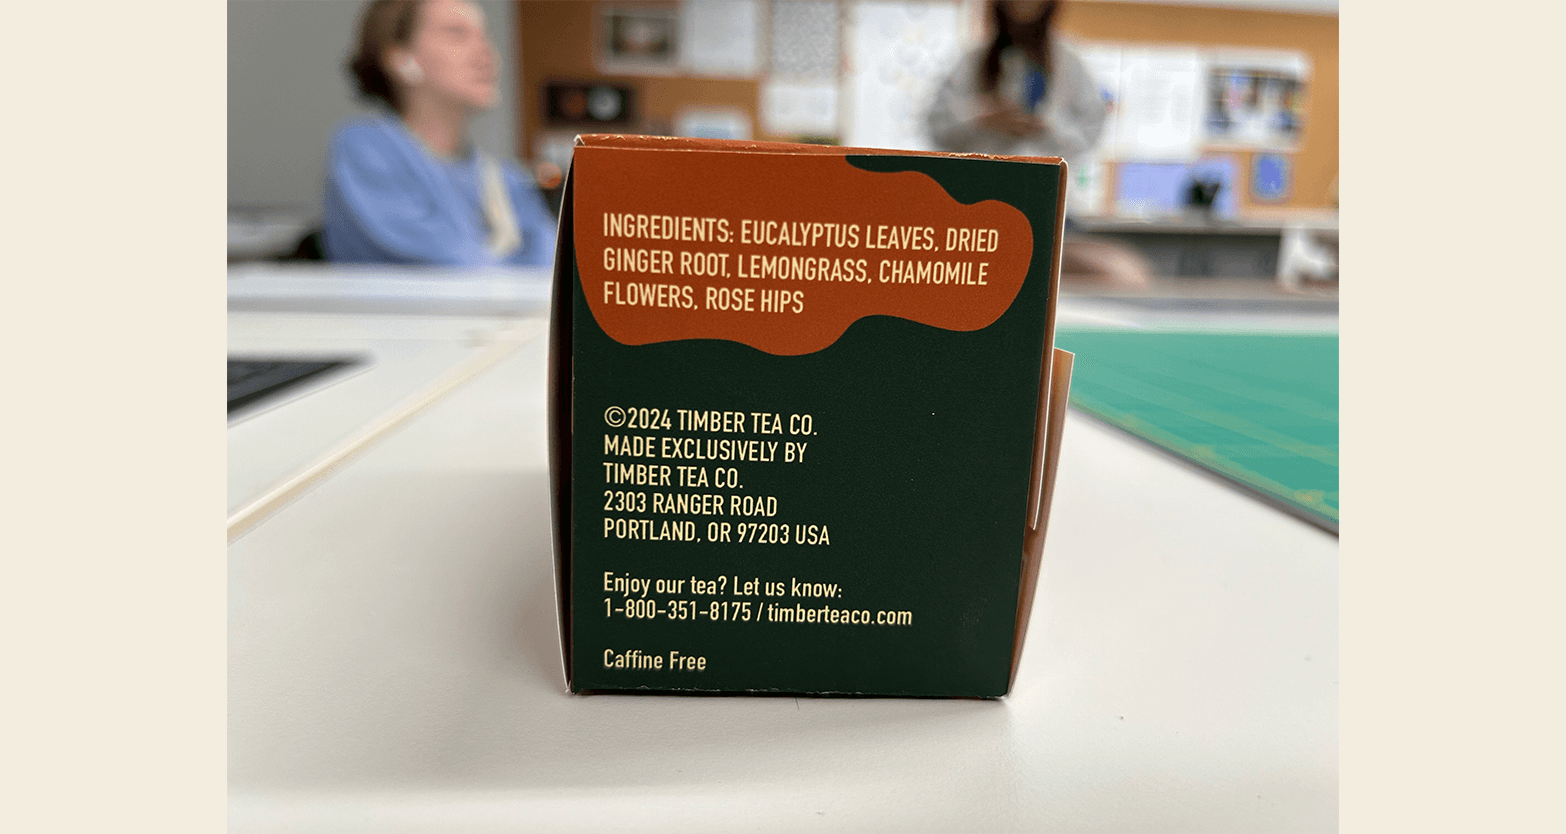 INGREDIENTS: EUCALYPTUS LEAVES, DRIED
GINGER ROOT, LEMONGRASS, CHAMOMILE
FLOWERS, ROSE HIPS
©2024 TIMBER TEA CO.
MADE EXCLUSIVELY BY
TIMBER TEA CO.
2303 RANGER ROAD
PORTLAND, OR 97203 USA
Enjoy our tea? Let us know:
1-800-351-8175 / timberteaco.com
Caffine Free